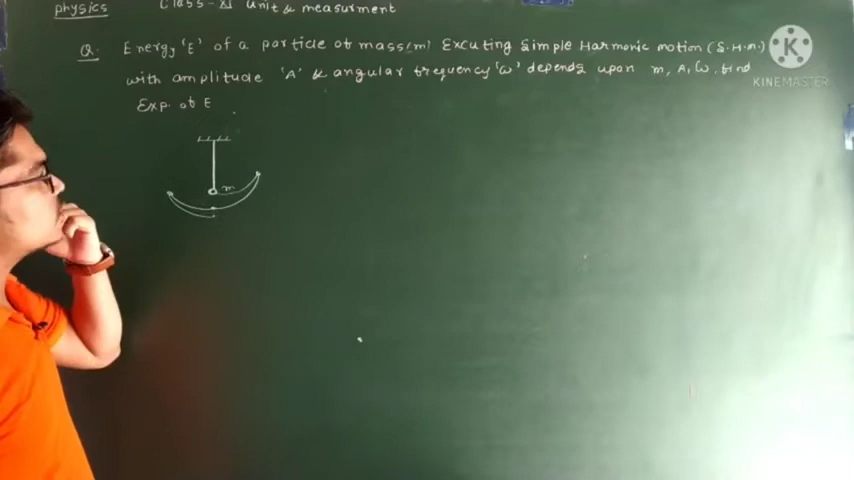 physics Class-XI Unit & measurment
Q. Energy 'E' of a particle of mass(m) Excuting Simple Harmonic motion (S.H.M.)
with amplitude 'A' & angular frequency 'ω' depends upon m, A, ω, find
Exp. of E
m
K
KINEMASTER